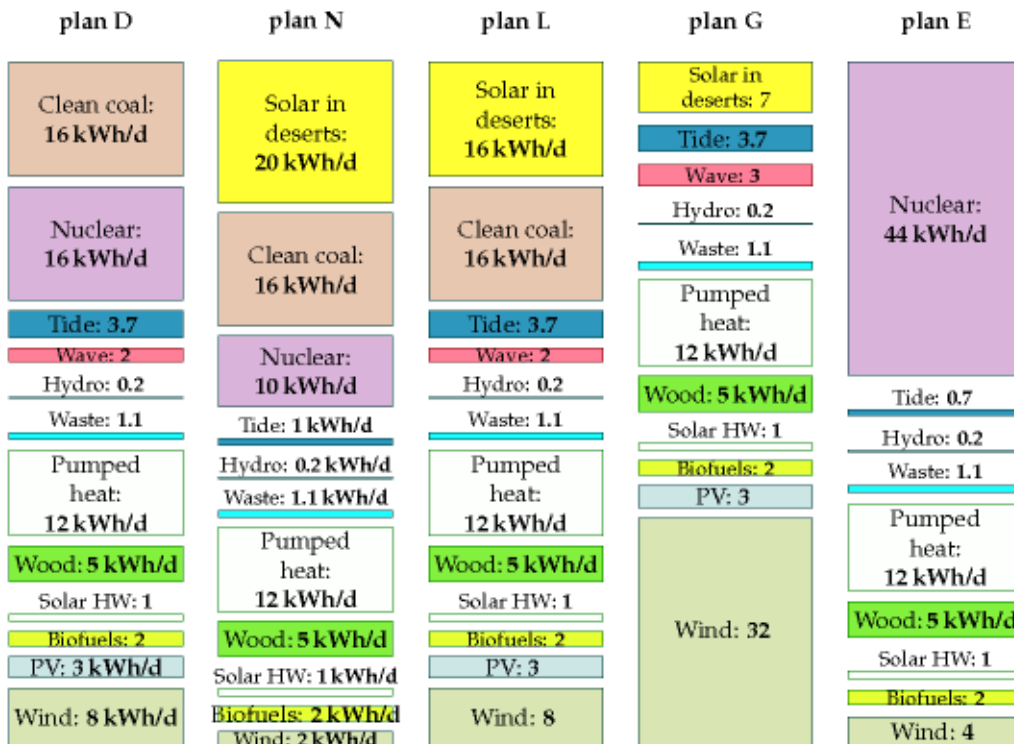 plan D
plan N
plan L
plan G
plan E
Clean coal:
16 kWh/d
Nuclear:
16 kWh/d
Tide: 3.7
Wave: 2
Hydro: 0.2
Waste: 1.1
Pumped
heat:
12 kWh/d
Wood: 5 kWh/d
Solar HW: 1
Biofuels: 2
PV: 3 kWh/d
Wind: 8 kWh/d
Solar in
deserts:
20 kWh/d
Clean coal:
16 kWh/d
Nuclear:
10 kWh/d
Tide: 1 kWh/d
Hydro: 0.2 kWh/d
Waste: 1.1 kWh/d
Pumped
heat:
12 kWh/d
Wood: 5 kWh/d
Solar HW: 1 kWh/d
Biofuels: 2 kWh/d
Wind: 2 kWh/d
Solar in
deserts:
16 kWh/d
Clean coal:
16 kWh/d
Tide: 3.7
Wave: 2
Hydro: 0.2
Waste: 1.1
Pumped
heat:
12 kWh/d
Wood: 5 kWh/d
Solar HW: 1
Biofuels: 2
PV: 3
Wind: 8
Solar in
deserts: 7
Tide: 3.7
Wave: 3
Hydro: 0.2
Waste: 1.1
Pumped
heat:
12 kWh/d
Wood: 5 kWh/d
Solar HW: 1
Biofuels: 2
PV: 3
Wind: 32
Nuclear:
44 kWh/d
Tide: 0.7
Hydro: 0.2
Waste: 1.1
Pumped
heat:
12 kWh/d
Wood: 5 kWh/d
Solar HW: 1
Biofuels: 2
Wind: 4